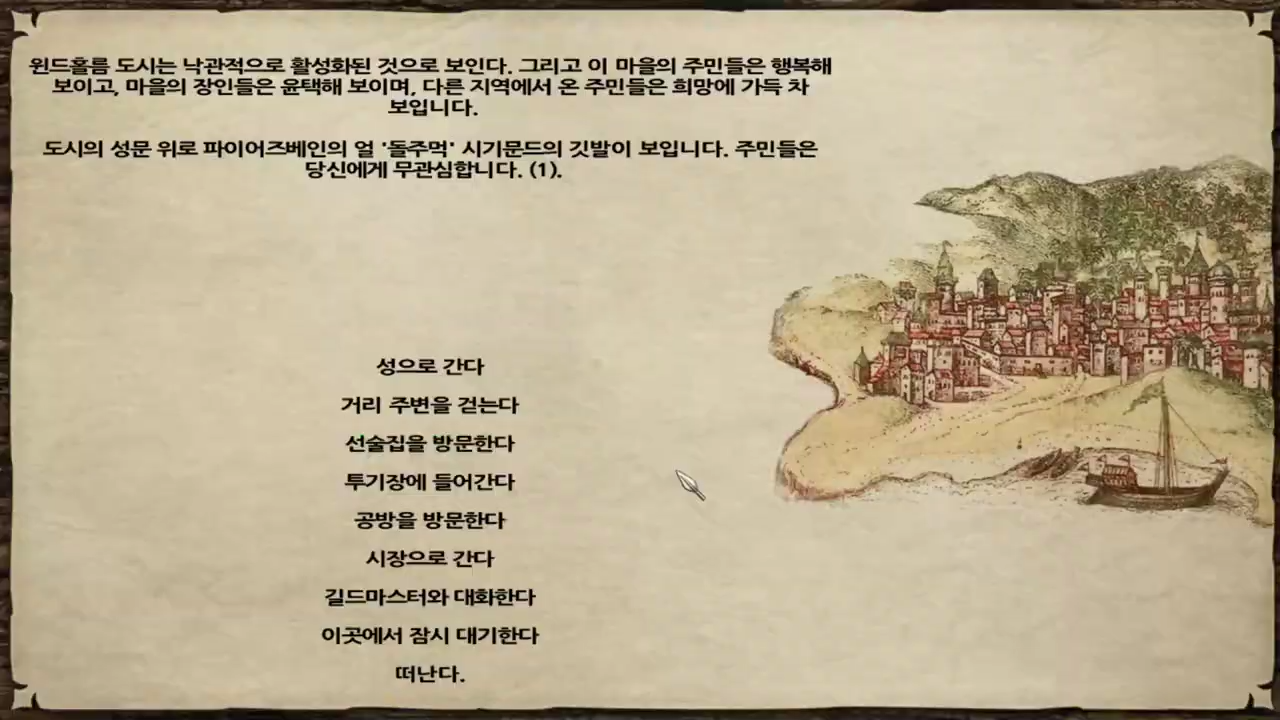 윈드홀름 도시는 낙관적으로 활성화된 것으로 보인다. 그리고 이 마을의 주민들은 행복해
보이고, 마을의 장인들은 윤택해 보이며, 다른 지역에서 온 주민들은 희망에 가득 차
보입니다.
도시의 성문 위로 파이어즈베인의 얼 '돌주먹' 시기문드의 깃발이 보입니다. 주민들은
당신에게 무관심합니다. (1).
성으로 간다
거리 주변을 걷는다
선술집을 방문한다
투기장에 들어간다
공방을 방문한다
시장으로 간다
길드마스터와 대화한다
이곳에서 잠시 대기한다
떠난다.